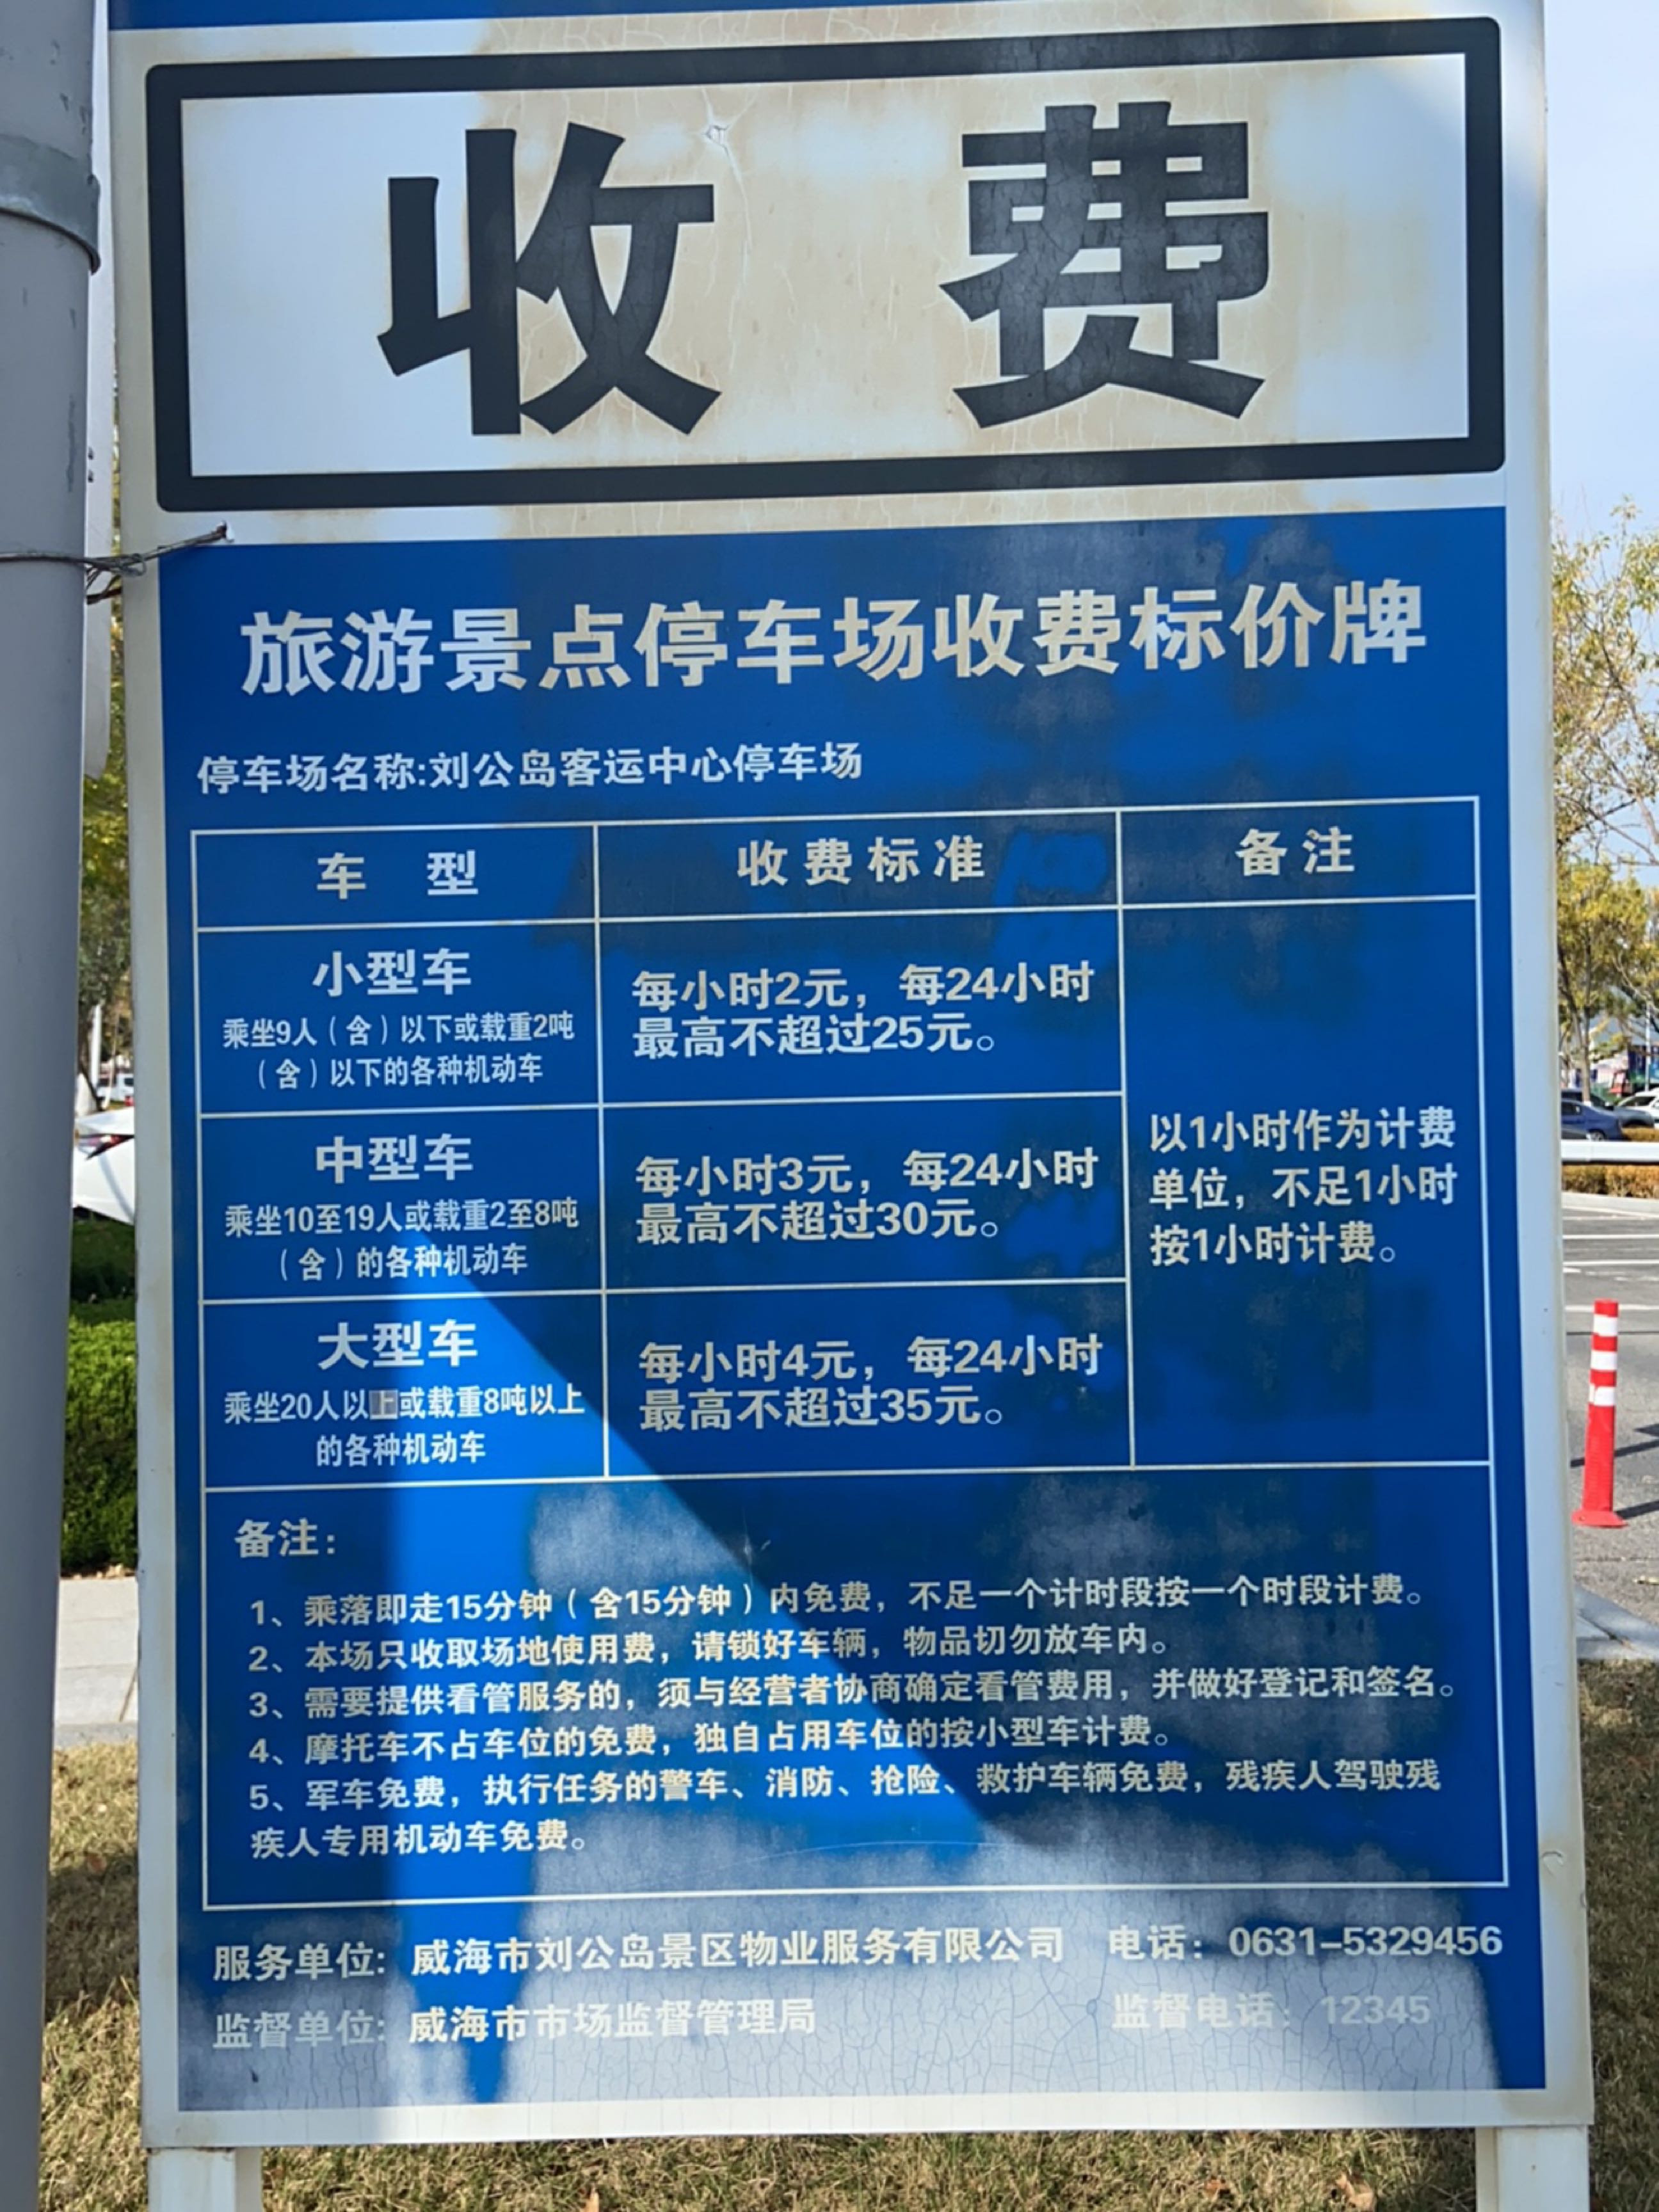 收 费
旅游景点停车场收费标价牌
停车场名称:刘公岛客运中心停车场
车 型
收费标准
备注
小型车
乘坐9人（含）以下或载重2吨
（含）以下的各种机动车
每小时2元，每24小时
最高不超过25元。
中型车
乘坐10至19人或载重2至8吨
（含）的各种机动车
每小时3元，每24小时
最高不超过30元。
大型车
乘坐20人以上或载重8吨以上
的各种机动车
每小时4元，每24小时
最高不超过35元。
以1小时作为计费
单位，不足1小时
按1小时计费。
备注：
1、乘落即走15分钟（含15分钟）内免费，不足一个计时段按一个时段计费。
2、本场只收取场地使用费，请锁好车辆，物品切勿放车内。
3、需要提供看管服务的，须与经营者协商确定看管费用，并做好登记和签名。
4、摩托车不占车位的免费，独自占用车位的按小型车计费。
5、军车免费，执行任务的警车、消防、抢险、救护车辆免费，残疾人驾驶残
疾人专用机动车免费。
服务单位：威海市刘公岛景区物业服务有限公司 电话：0631-5329456
监督单位：威海市市场监督管理局 监督电话：12345